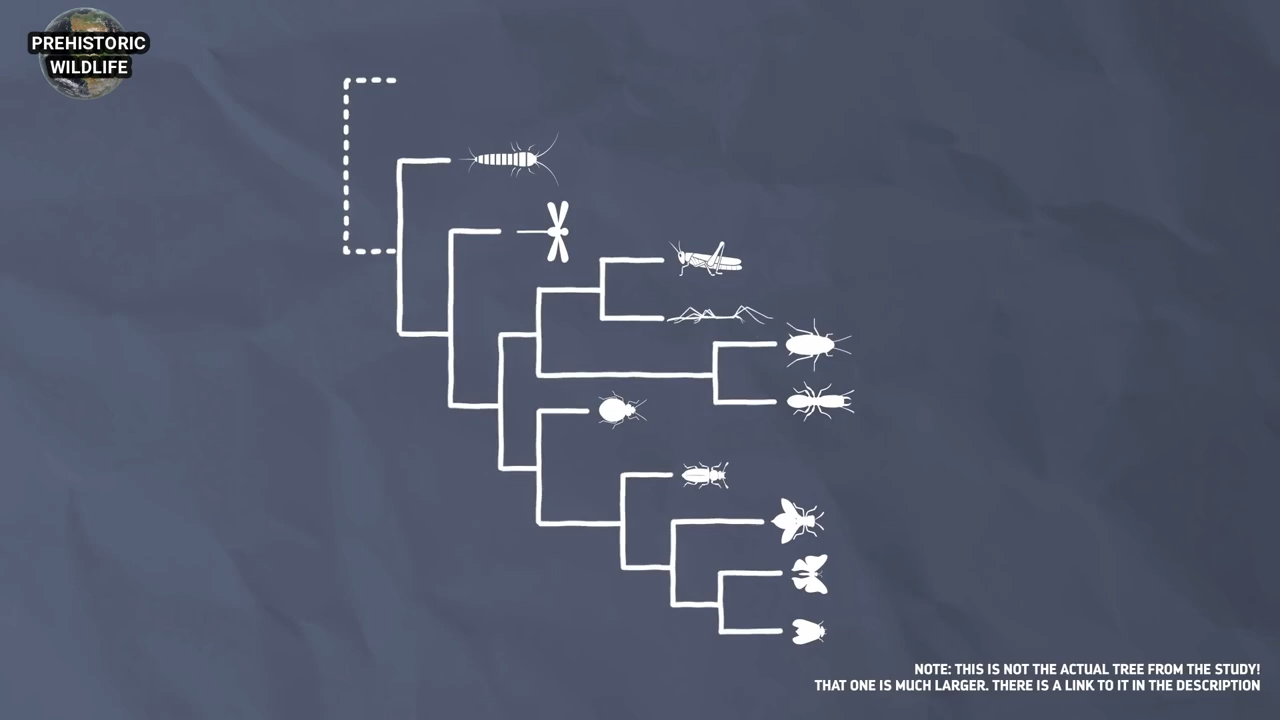 PREHISTORIC
WILDLIFE
NOTE: THIS IS NOT THE ACTUAL TREE FROM THE STUDY!
THAT ONE IS MUCH LARGER. THERE IS A LINK TO IT IN THE DESCRIPTION